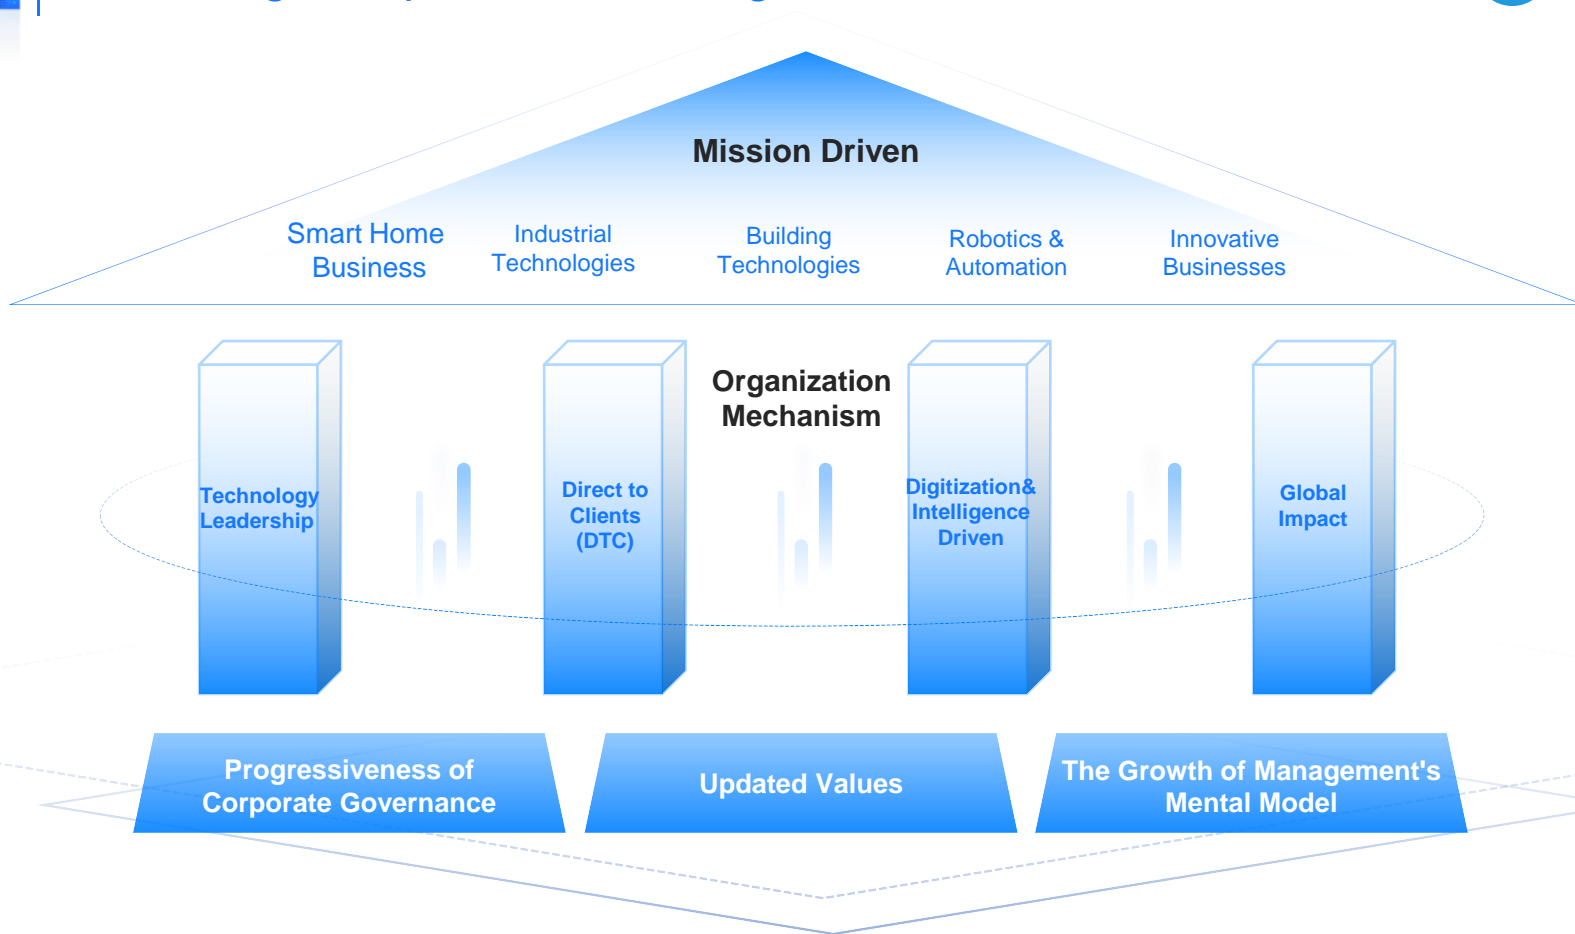 Mission Driven
Smart Home
Business
Industrial
Technologies
Building
Technologies
Robotics &
Automation
Innovative
Businesses
Organization
Mechanism
Technology
Leadership
Direct to
Clients
(DTC)
Digitization&
Intelligence
Driven
Global
Impact
Progressiveness of
Corporate Governance
Updated Values
The Growth of Management's
Mental Model